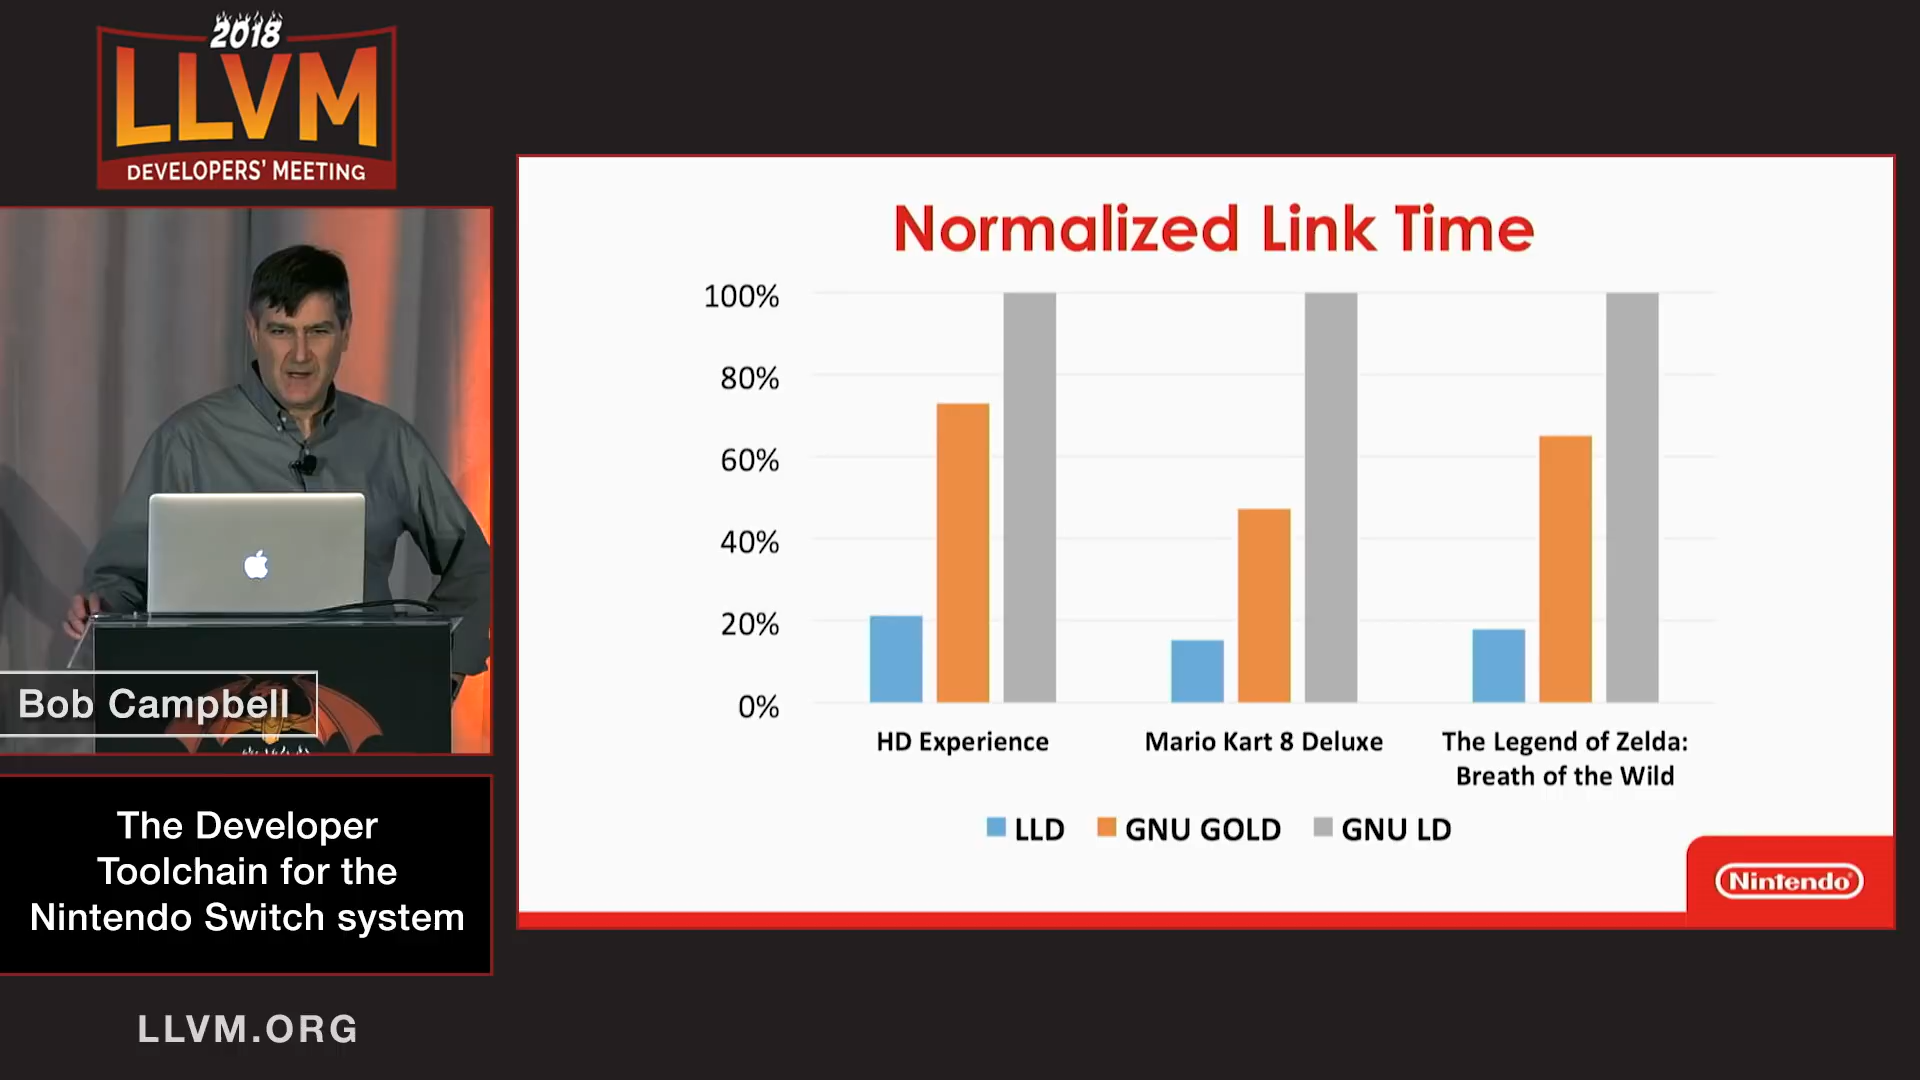 2018
LLVM
DEVELOPERS' MEETING
Bob Campbell
The Developer
Toolchain for the
Nintendo Switch system
LLVM.ORG
Normalized Link Time
100%
80%
60%
40%
20%
0%
HD Experience
Mario Kart 8 Deluxe
The Legend of Zelda:
Breath of the Wild
LLD
GNU GOLD
GNU LD
Nintendo